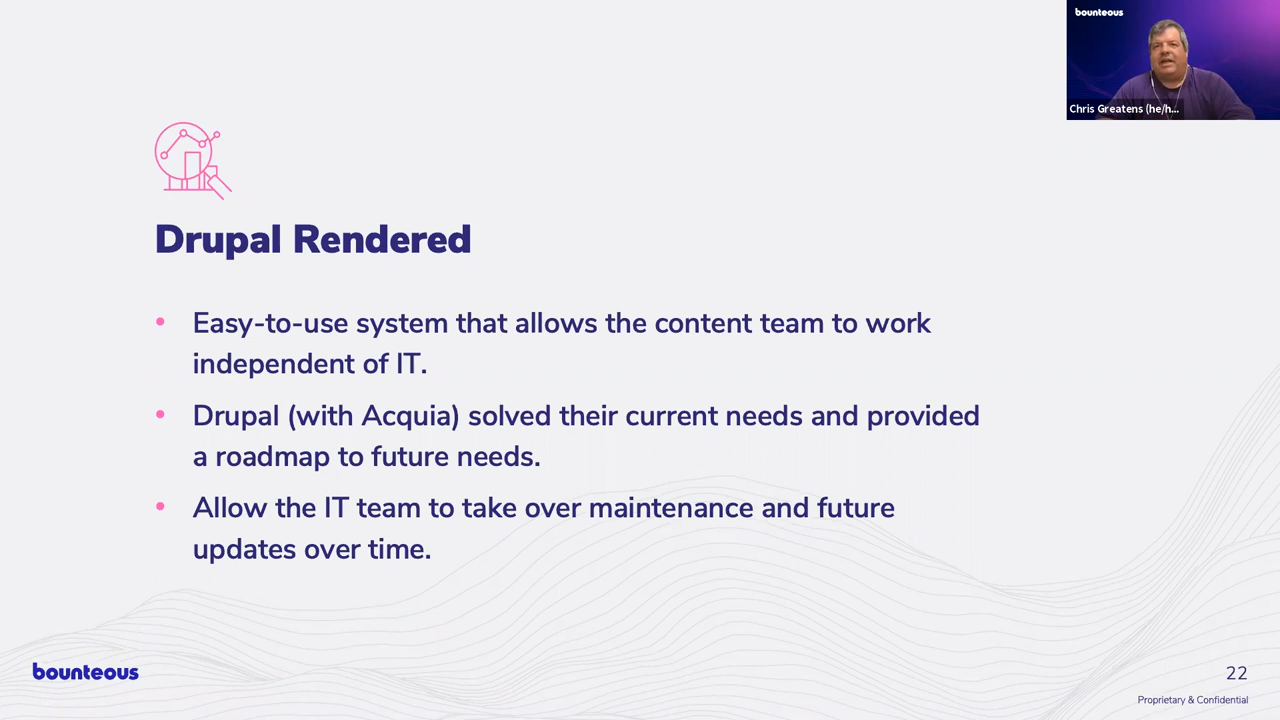 bounteous
Chris Greatens (he/h...
Drupal Rendered
• Easy-to-use system that allows the content team to work
independent of IT.
• Drupal (with Acquia) solved their current needs and provided
a roadmap to future needs.
• Allow the IT team to take over maintenance and future
updates over time.
bounteous
22
Proprietary & Confidential